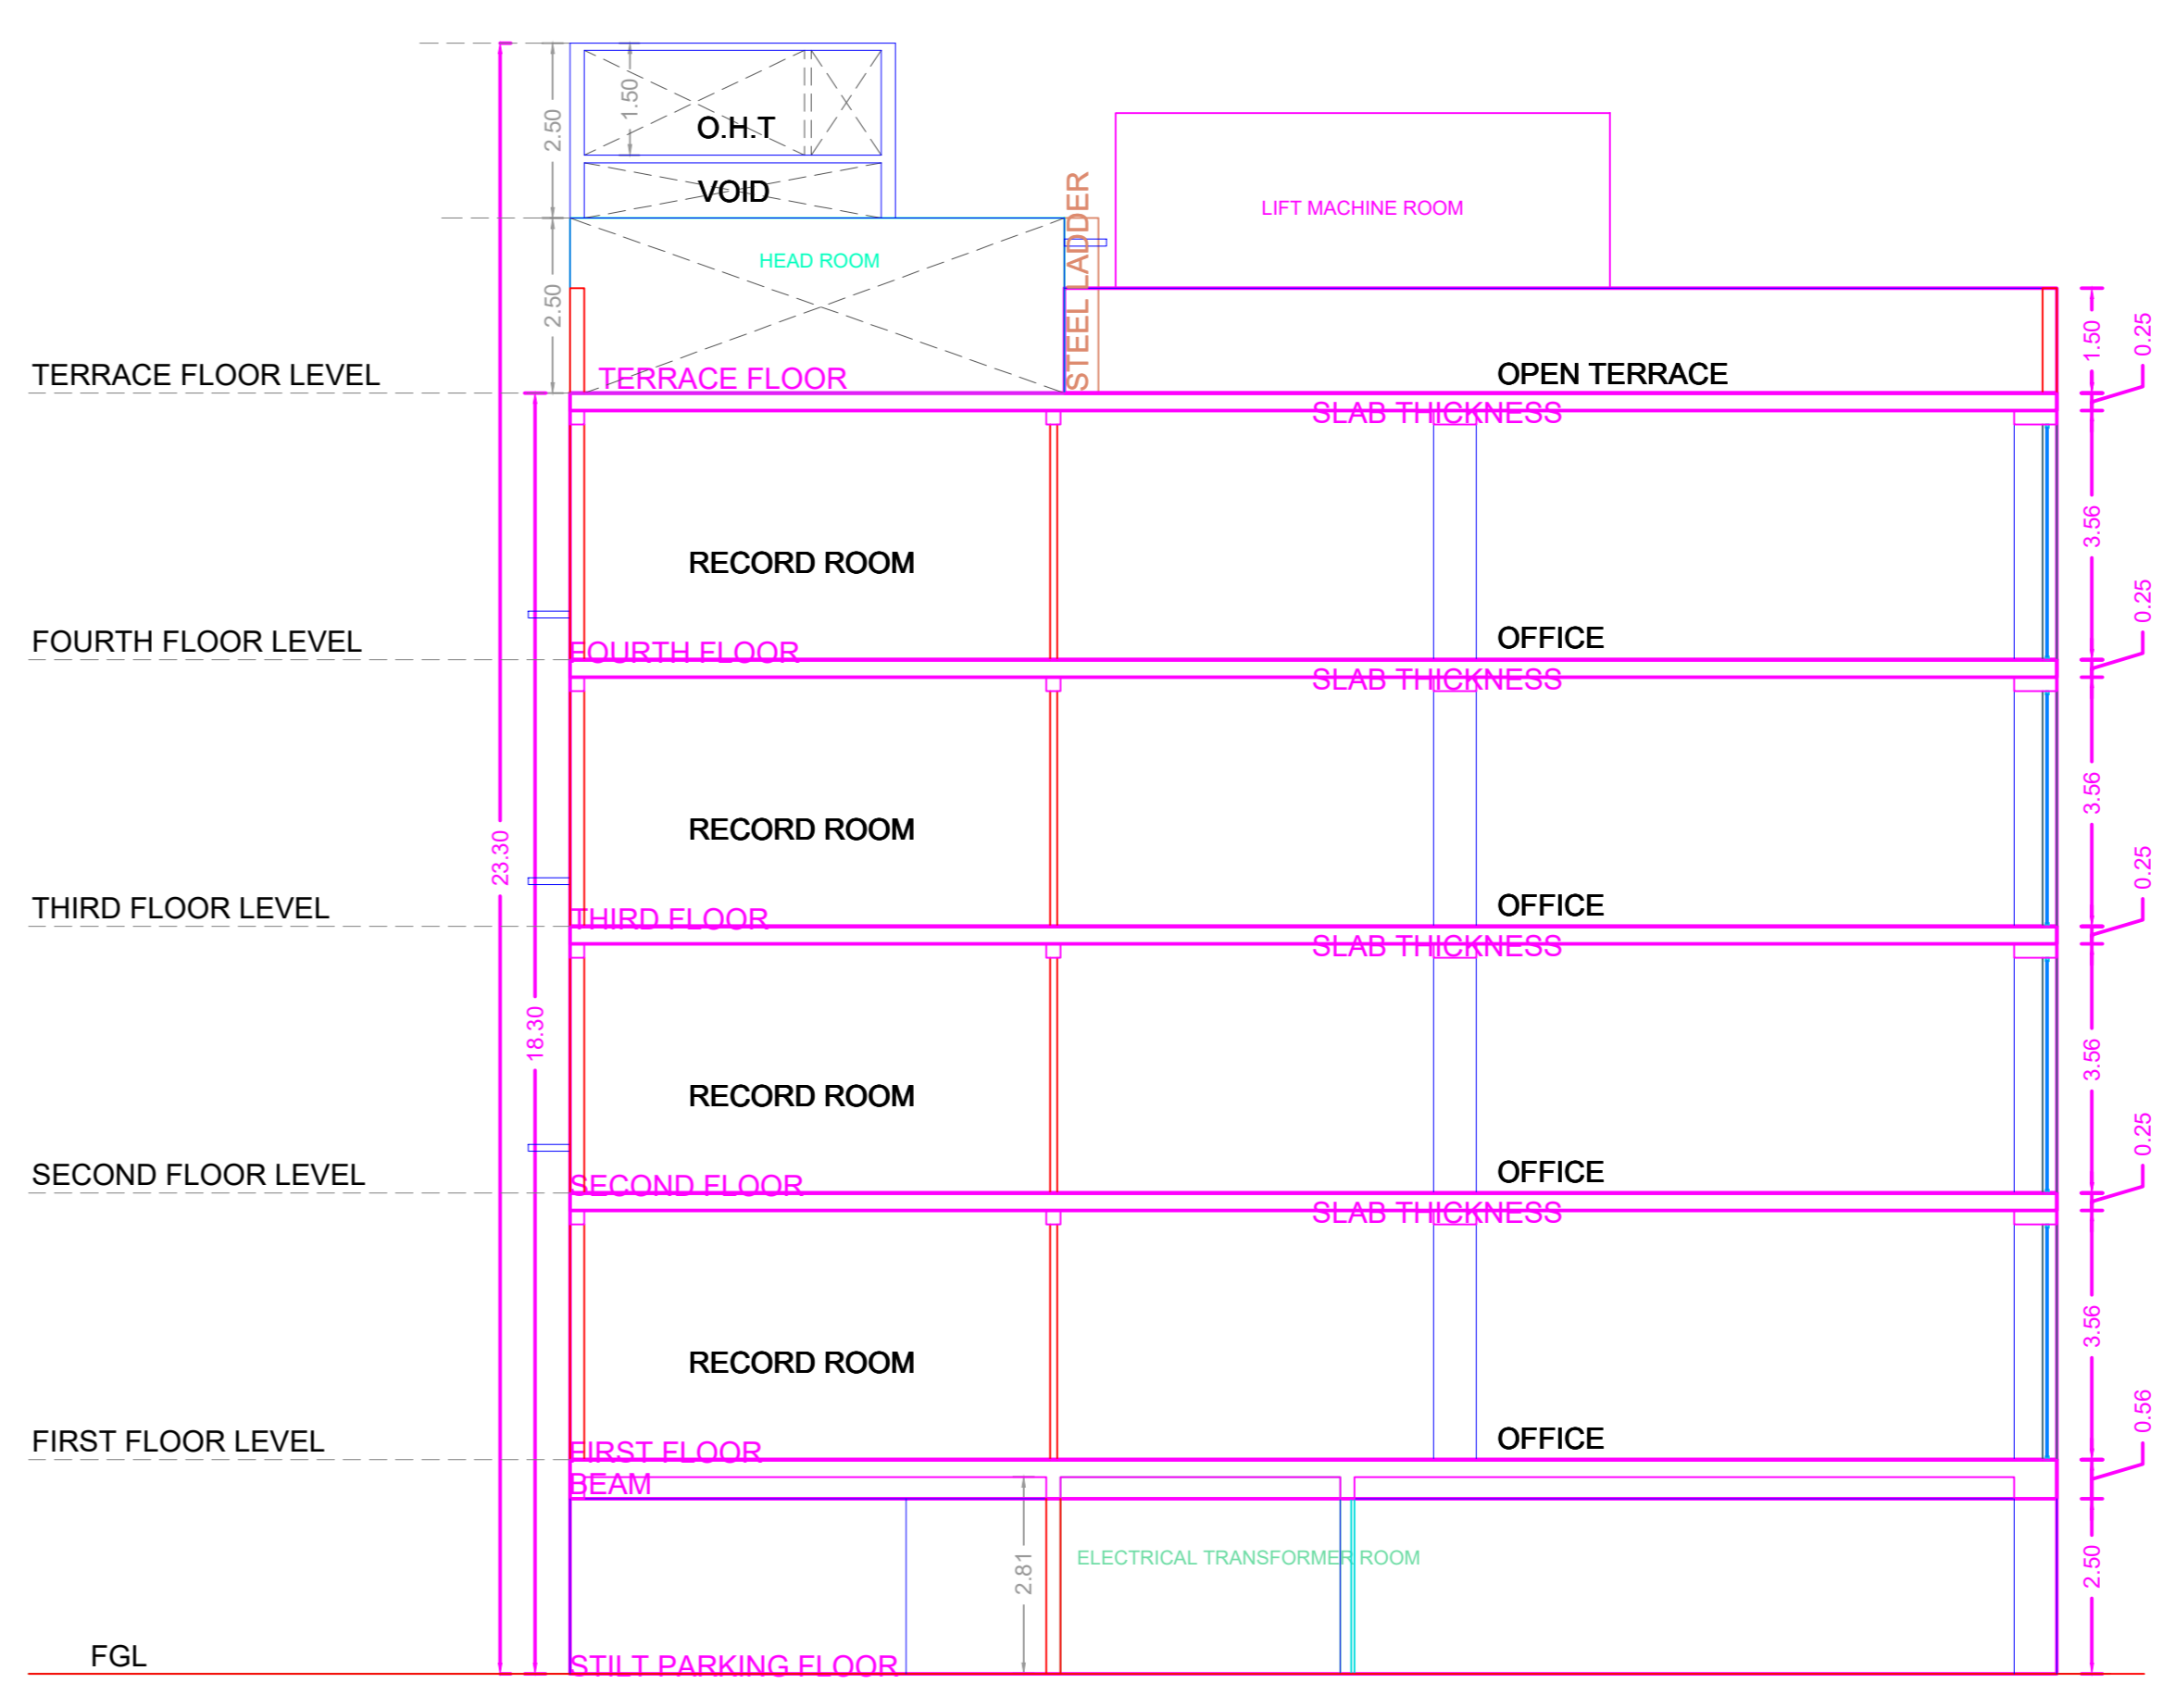 2.50
1.50
O.H.T
VOID
STEEL LADDER
LIFT MACHINE ROOM
HEAD ROOM
2.50
1.50
0.25
TERRACE FLOOR LEVEL
TERRACE FLOOR
OPEN TERRACE
SLAB THICKNESS
3.56
RECORD ROOM
0.25
FOURTH FLOOR LEVEL
FOURTH FLOOR
OFFICE
SLAB THICKNESS
3.56
RECORD ROOM
23.30
0.25
THIRD FLOOR LEVEL
THIRD FLOOR
OFFICE
SLAB THICKNESS
18.30
3.56
RECORD ROOM
0.25
SECOND FLOOR LEVEL
SECOND FLOOR
OFFICE
SLAB THICKNESS
3.56
RECORD ROOM
0.56
FIRST FLOOR LEVEL
FIRST FLOOR
OFFICE
BEAM
2.81
ELECTRICAL TRANSFORMER ROOM
2.50
FGL
STILT PARKING FLOOR